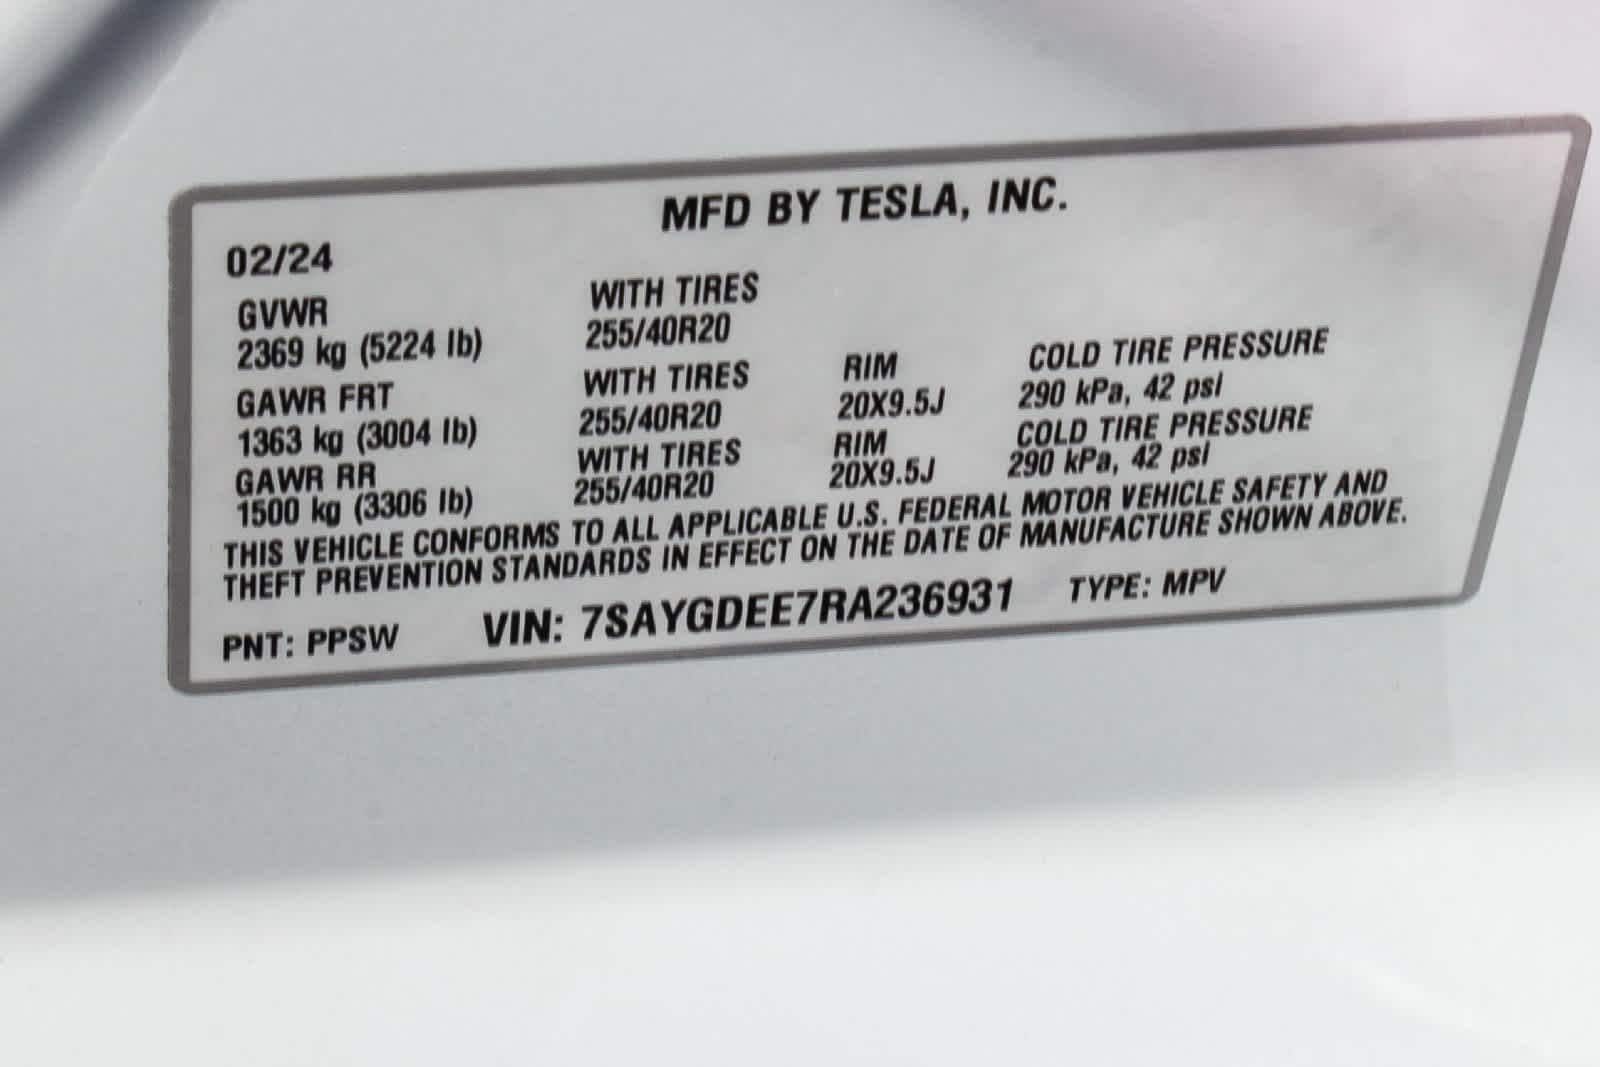 MFD BY TESLA, INC.
02/24
GVWR WITH TIRES
2369 kg (5224 lb) 255/40R20
GAWR FRT WITH TIRES RIM COLD TIRE PRESSURE
1363 kg (3004 lb) 255/40R20 20X9.5J 290 kPa, 42 psi
GAWR RR WITH TIRES RIM COLD TIRE PRESSURE
1500 kg (3306 lb) 255/40R20 20X9.5J 290 kPa, 42 psi
THIS VEHICLE CONFORMS TO ALL APPLICABLE U.S. FEDERAL MOTOR VEHICLE SAFETY AND
THEFT PREVENTION STANDARDS IN EFFECT ON THE DATE OF MANUFACTURE SHOWN ABOVE.
PNT: PPSW VIN: 7SAYGDEE7RA236931 TYPE: MPV